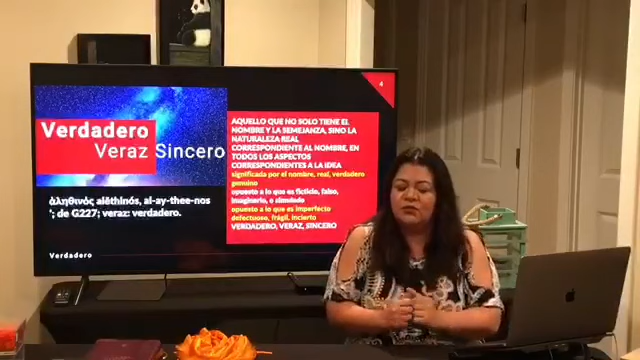 4
Verdadero
Veraz Sincero
ἀληθινός alēthinós, al-ay-thee-nos
'; de G227; veraz: verdadero.
Verdadero
AQUELLO QUE NO SOLO TIENE EL
NOMBRE Y LA SEMEJANZA, SINO LA
NATURALEZA REAL
CORRESPONDIENTE AL NOMBRE, EN
TODOS LOS ASPECTOS
CORRESPONDIENTES A LA IDEA
significada por el nombre, real, verdadero
genuino
opuesto a lo que es ficticio, falso,
imaginario, o simulado
opuesto a lo que es imperfecto
defectuoso, frágil, incierto
VERDADERO, VERAZ, SINCERO